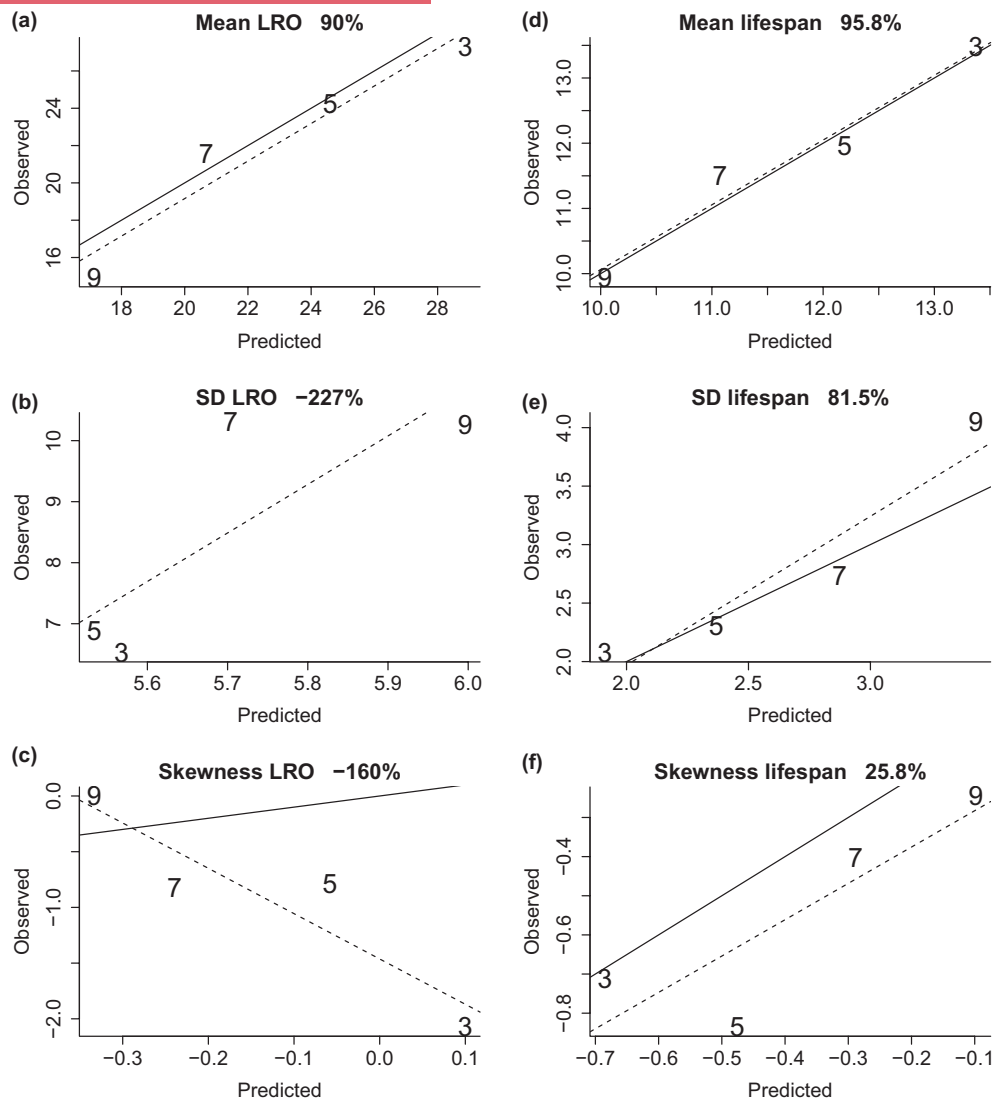 (a)
Mean LRO 90%
24
20
16
Observed
3
5
7
9
18 20 22 24 26 28
Predicted
(d)
Mean lifespan 95.8%
13.0
12.0
11.0
10.0
Observed
3
5
7
9
10.0 11.0 12.0 13.0
Predicted
(b)
SD LRO −227%
10
9
8
7
Observed
7
9
5
3
5.6 5.7 5.8 5.9 6.0
Predicted
(e)
SD lifespan 81.5%
4.0
3.5
3.0
2.5
2.0
Observed
9
7
5
3
2.0 2.5 3.0
Predicted
(c)
Skewness LRO −160%
0.0
−1.0
−2.0
Observed
9
7
5
3
−0.3 −0.2 −0.1 0.0 0.1
Predicted
(f)
Skewness lifespan 25.8%
−0.4
−0.6
−0.8
Observed
9
7
3
5
−0.7 −0.6 −0.5 −0.4 −0.3 −0.2 −0.1
Predicted